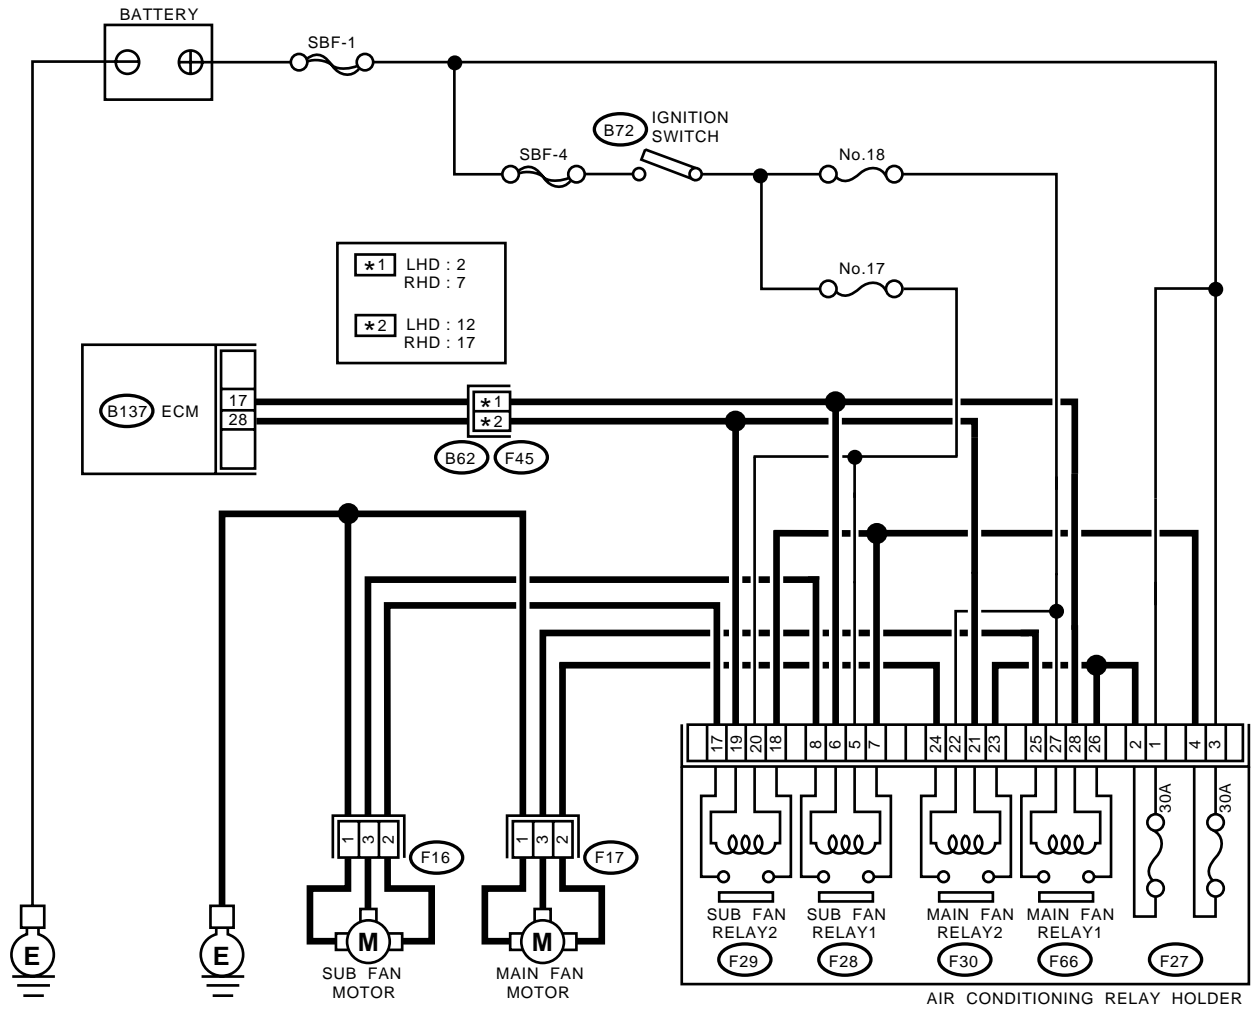 BATTERY
SBF-1
B72
IGNITION
SWITCH
SBF-4
No.18
No.17
*1 LHD : 2
RHD : 7
*2 LHD : 12
RHD : 17
B137 ECM
17
28
*1
*2
B62 F45
17 19 20 18 8 6 5 7 24 22 21 23 25 27 28 26 2 1 4 3
30A 30A
1 3 2
F16
1 3 2
F17
SUB FAN
RELAY2
SUB FAN
RELAY1
MAIN FAN
RELAY2
MAIN FAN
RELAY1
F29 F28 F30 F66 F27
E
E
M
M
SUB FAN
MOTOR
MAIN FAN
MOTOR
AIR CONDITIONING RELAY HOLDER